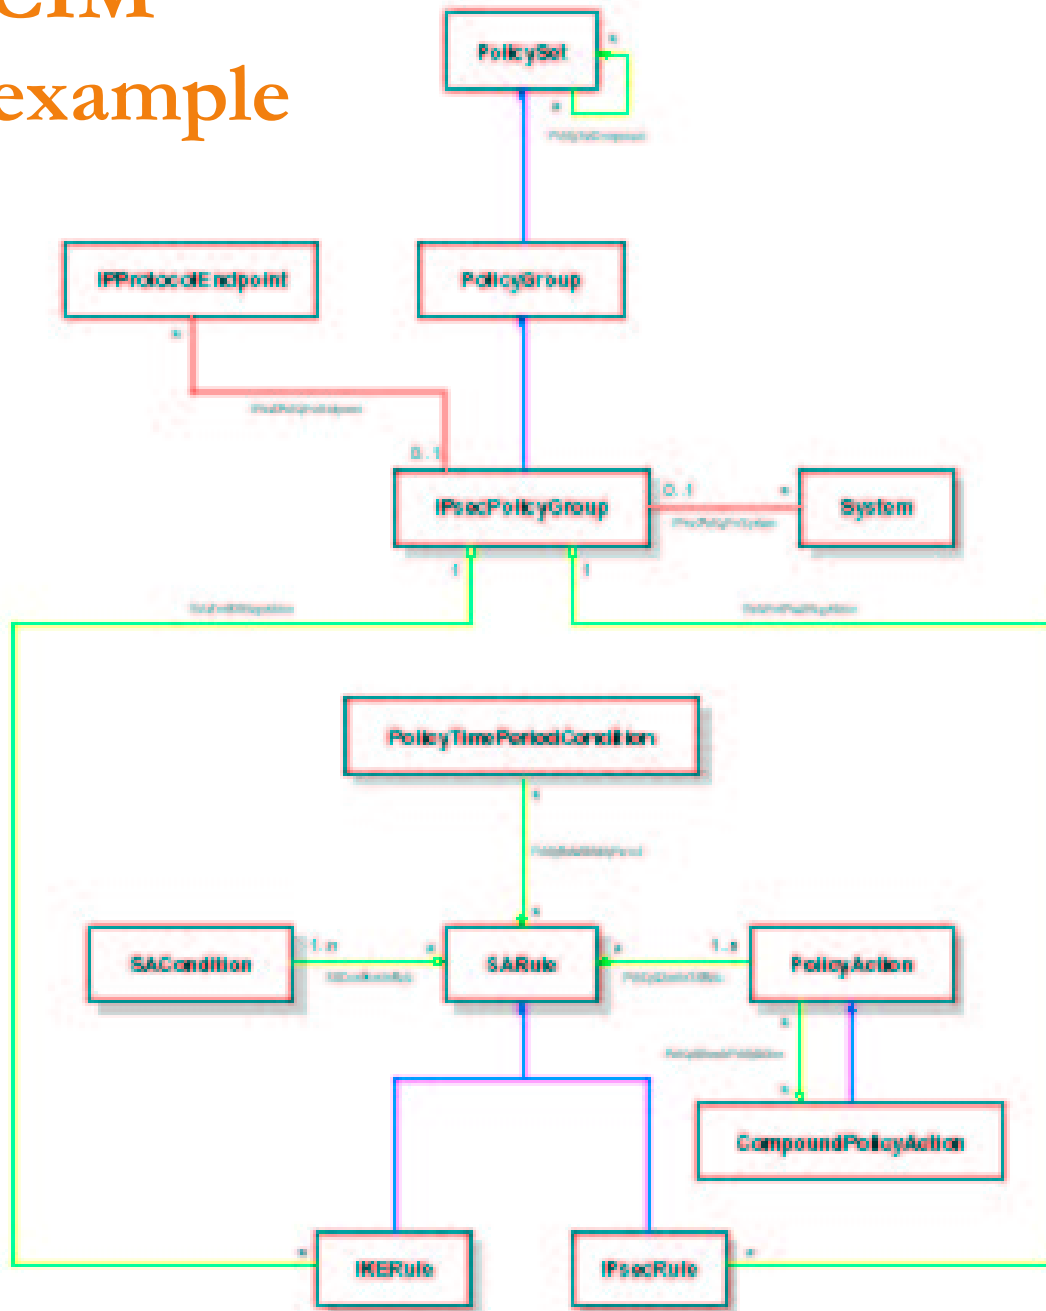 CIM
example
PolicySet
*
*
IPProtocolEndpoint
PolicyGroup
*
0..1
IPsecPolicyGroup
0..1
*
System
1
1
PolicyTimePeriodCondition
*
*
SACondition
1..n
*
SARule
*
1..n
PolicyAction
*
*
CompoundPolicyAction
*
IKERule
IPsecRule
*